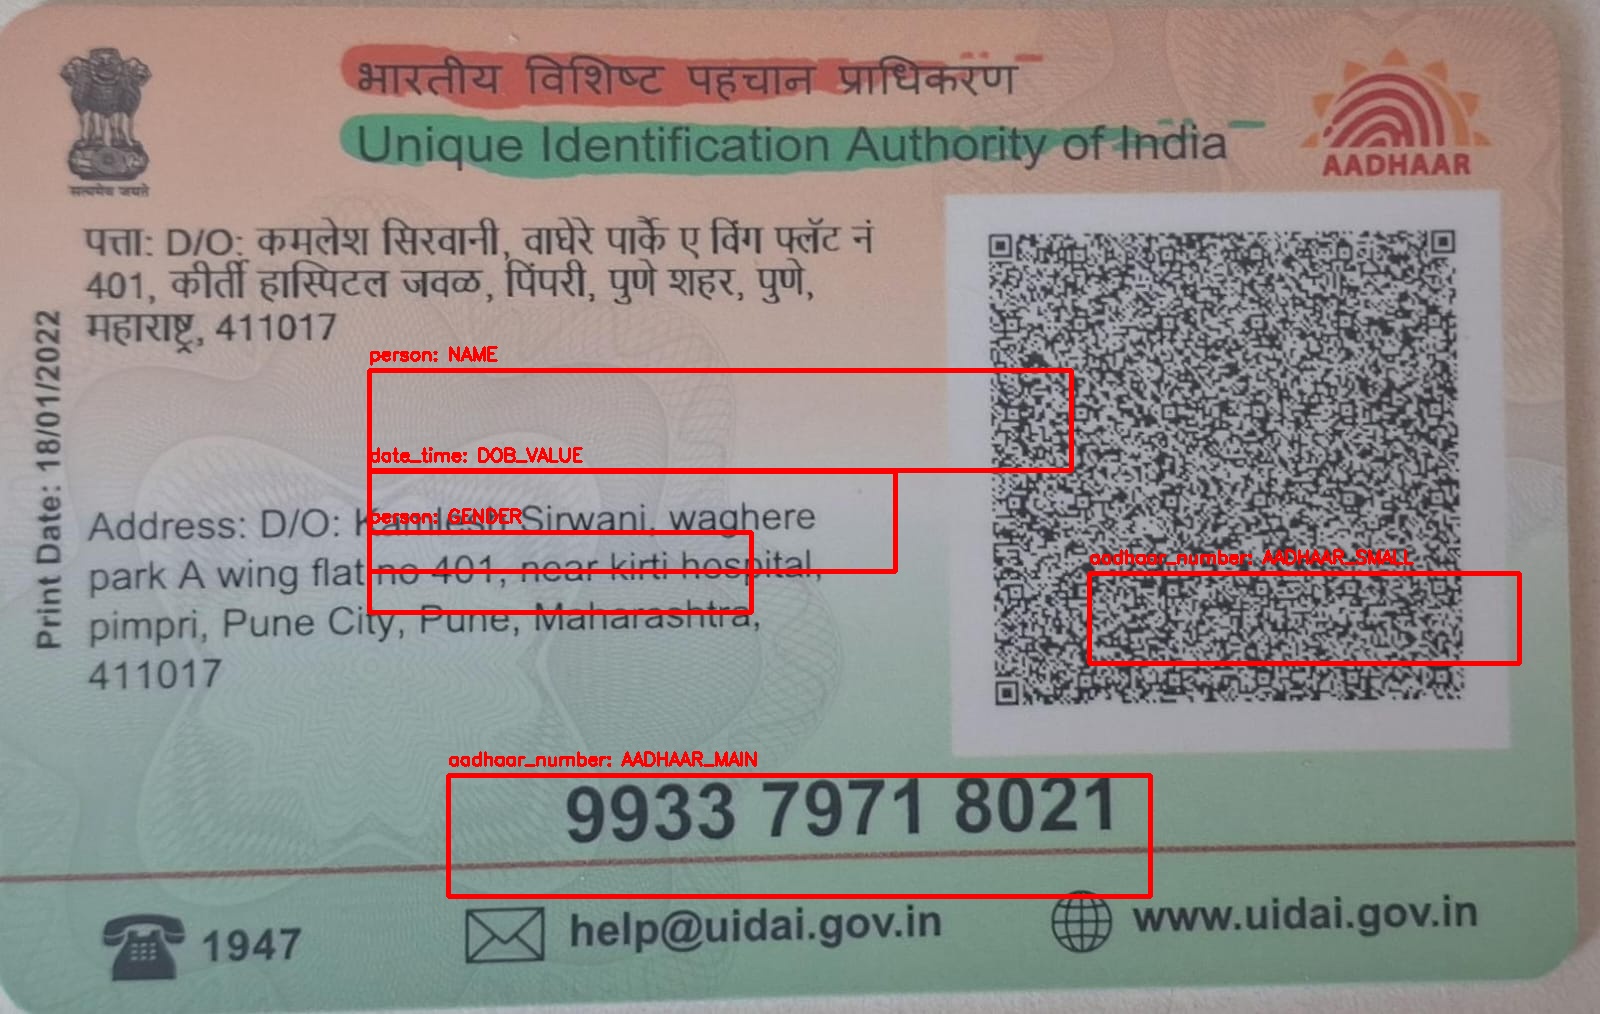 भारतीय विशिष्ट पहचान प्राधिकरण
Unique Identification Authority of India
सत्यमेव जयते
AADHAAR
पत्ता: D/O: कमलेश सिरवानी, वाघेरे पार्क ए विंग फ्लॅट नं
401, कीर्ती हास्पिटल जवळ, पिंपरी, पुणे शहर, पुणे,
महाराष्ट्र, 411017
Print Date: 18/01/2022
person: NAME
date_time: DOB_VALUE
person: GENDER
Address: D/O: Kamlesh Sirwani, waghere
park A wing flat no 401, near kirti hospital,
pimpri, Pune City, Pune, Maharashtra,
411017
aadhaar_number: AADHAAR_SMALL
aadhaar_number: AADHAAR_MAIN
9933 7971 8021
1947
help@uidai.gov.in
www.uidai.gov.in